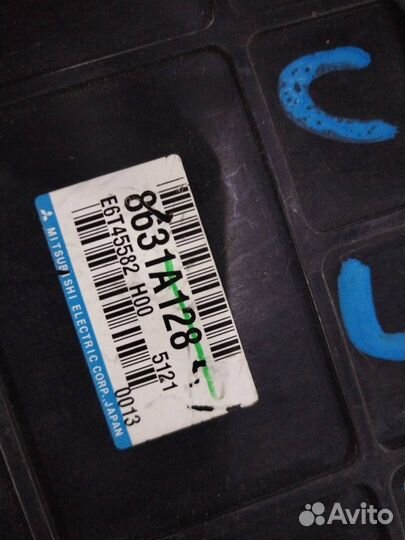 8631A128
E6T45582 H00 5121
0013
MITSUBISHI ELECTRIC CORP. JAPAN
C
Avito